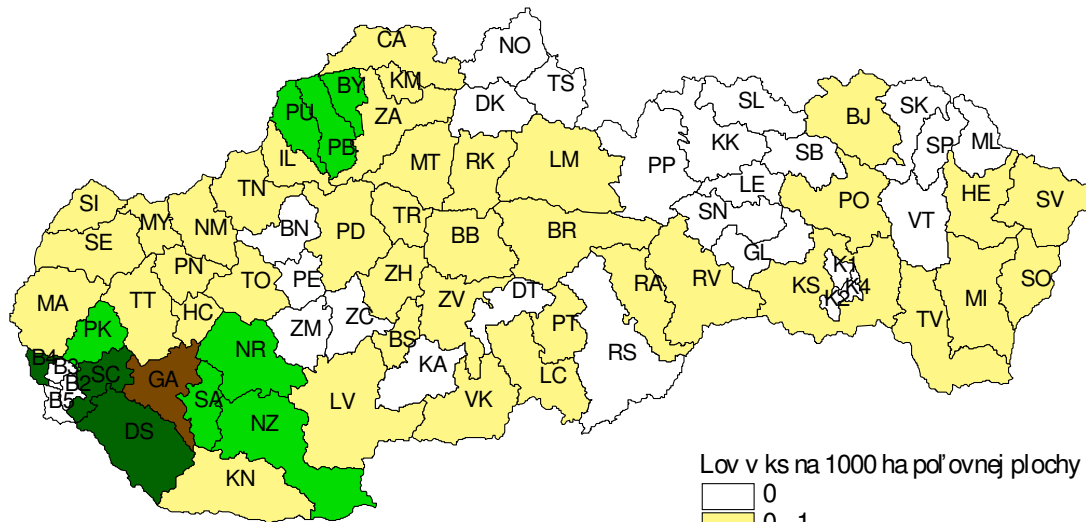 CA
NO
KM
BY
TS
PU
DK
SL
SK
ZA
BJ
PB
KK
SP
ML
IL
MT
RK
LM
PP
SB
TN
LE
HE
SI
SN
PO
SV
MY
NM
BN
PD
TR
BB
BR
VT
SE
GL
PN
TO
PE
ZH
K1
MA
TT
HC
ZM
ZC
ZV
DT
RA
RV
KS
K2
K4
MI
SO
PK
BS
PT
TV
B4
B3
NR
KA
RS
B2
SC
GA
LC
B5
SA
LV
VK
DS
NZ
KN
Lov v ks na 1000 ha poľovnej plochy
0
0 - 1